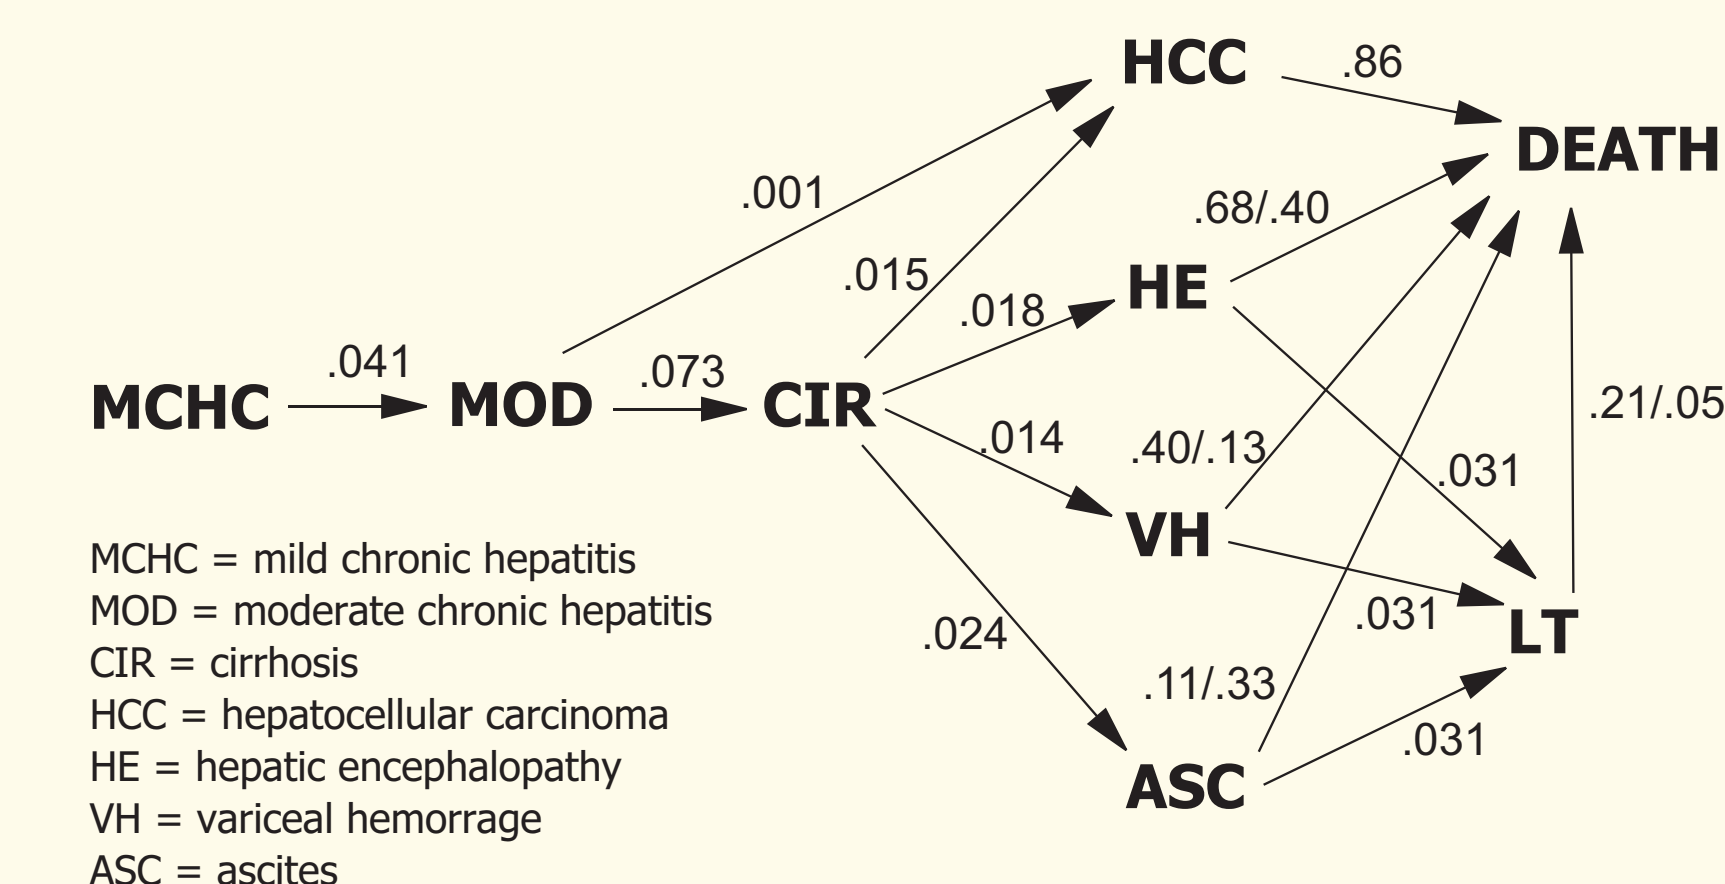 HCC
.86
DEATH
.001
.68/.40
.015
HE
.018
MCHC
.041
MOD
.073
CIR
.21/.05
.014
.40/.13
.031
VH
.031
LT
.024
.11/.33
.031
ASC
MCHC = mild chronic hepatitis
MOD = moderate chronic hepatitis
CIR = cirrhosis
HCC = hepatocellular carcinoma
HE = hepatic encephalopathy
VH = variceal hemorrage
ASC = ascites